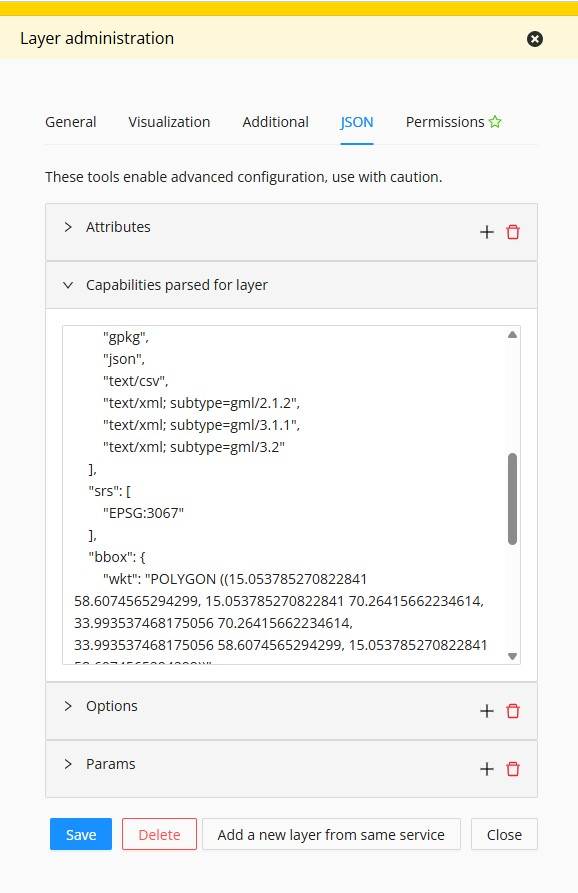 Layer administration
General Visualization Additional JSON Permissions
These tools enable advanced configuration, use with caution.
Attributes
Capabilities parsed for layer
"gpkg",
"json",
"text/csv",
"text/xml; subtype=gml/2.1.2",
"text/xml; subtype=gml/3.1.1",
"text/xml; subtype=gml/3.2"
],
"srs": [
"EPSG:3067"
],
"bbox": {
"wkt": "POLYGON ((15.053785270822841
58.6074565294299, 15.053785270822841 70.26415662234614,
33.993537468175056 70.26415662234614,
33.993537468175056 58.6074565294299, 15.053785270822841
Options
Params
Save Delete Add a new layer from same service Close